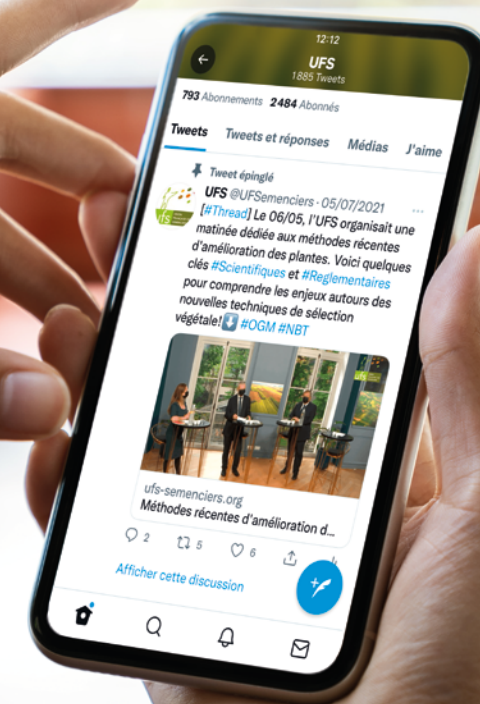 12:12
UFS
1885 Tweets
793 Abonnements 2484 Abonnés
Tweets Tweets et réponses Médias J'aime
Tweet épinglé
UFS @UFSemenciers · 05/07/2021
[#Thread] Le 06/05, l'UFS organisait une
matinée dédiée aux méthodes récentes
d'amélioration des plantes. Voici quelques
clés #Scientifiques et #Reglementaires
pour comprendre les enjeux autours des
nouvelles techniques de sélection
végétale!⬇️ #OGM #NBT
ufs
ufs-semenciers.org
Méthodes récentes d'amélioration d...
2 5 6
Afficher cette discussion